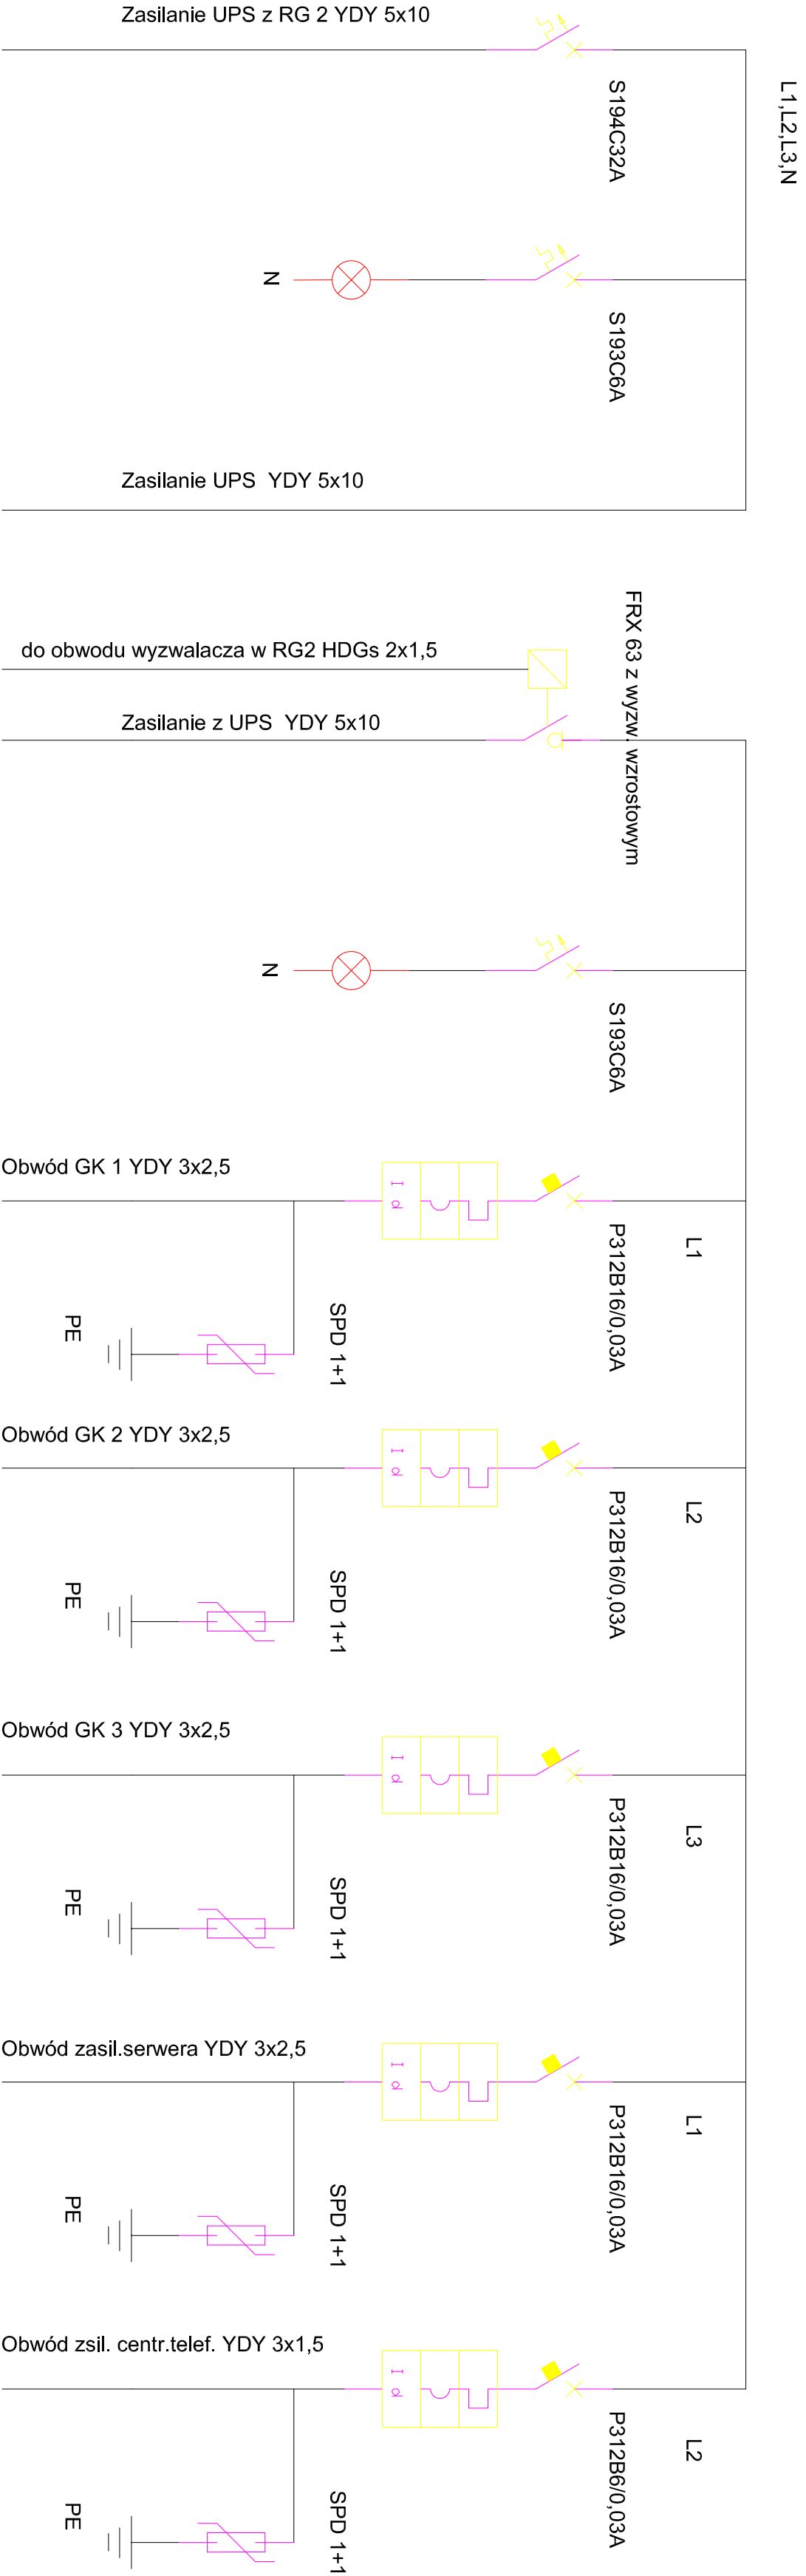 Zasilanie UPS z RG 2 YDY 5x10
L1,L2,L3,N
S194C32A
N
S193C6A
Zasilanie UPS  YDY 5x10
FRX 63 z wyzw. wzrostowym
do obwodu wyzwalacza w RG2 HDGs 2x1,5
Zasilanie z UPS  YDY 5x10
N
S193C6A
Obwód GK 1 YDY 3x2,5
I d
P312B16/0,03A
L1
SPD 1+1
PE
Obwód GK 2 YDY 3x2,5
I d
P312B16/0,03A
L2
SPD 1+1
PE
Obwód GK 3 YDY 3x2,5
I d
P312B16/0,03A
L3
SPD 1+1
PE
Obwód zasil.serwera YDY 3x2,5
I d
P312B16/0,03A
L1
SPD 1+1
PE
Obwód zsil. centr.telef. YDY 3x1,5
I d
P312B6/0,03A
L2
SPD 1+1
PE